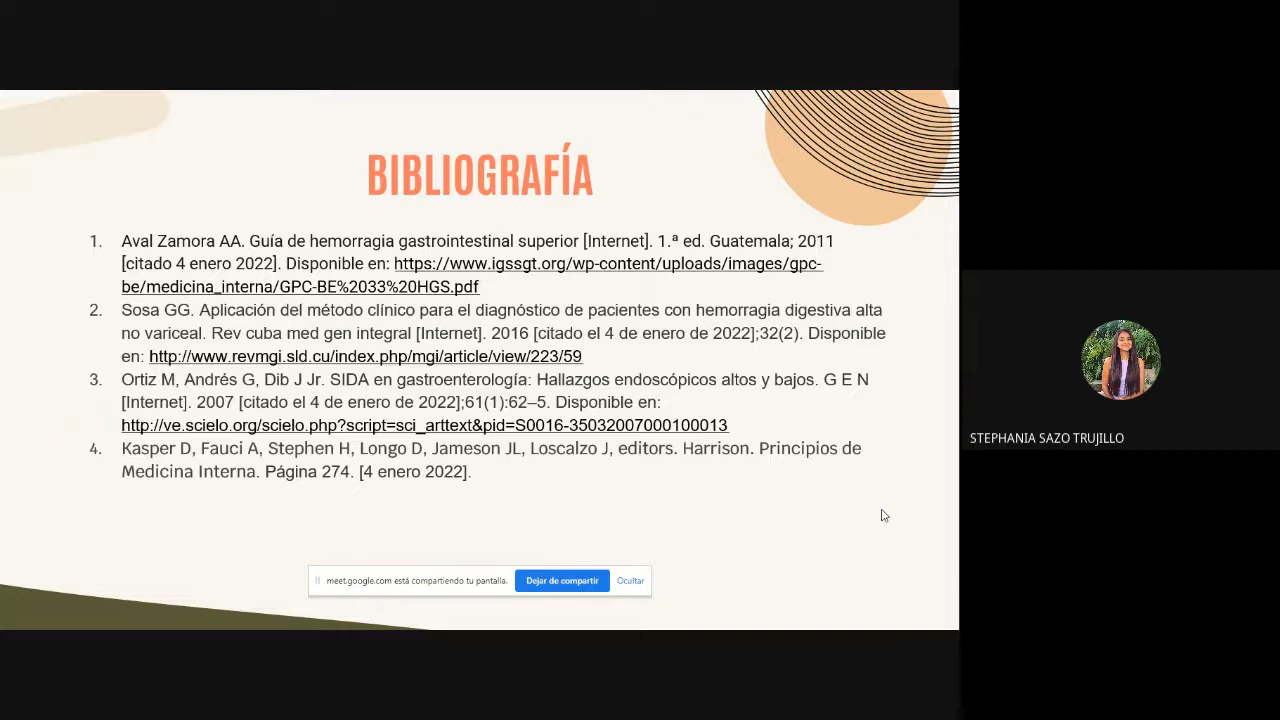 BIBLIOGRAFÍA
1. Aval Zamora AA. Guía de hemorragia gastrointestinal superior [Internet]. 1.ª ed. Guatemala; 2011
[citado 4 enero 2022]. Disponible en: https://www.igssgt.org/wp-content/uploads/images/gpc-
be/medicina_interna/GPC-BE%2033%20HGS.pdf
2. Sosa GG. Aplicación del método clínico para el diagnóstico de pacientes con hemorragia digestiva alta
no variceal. Rev cuba med gen integral [Internet]. 2016 [citado el 4 de enero de 2022];32(2). Disponible
en: http://www.revmgi.sld.cu/index.php/mgi/article/view/223/59
3. Ortiz M, Andrés G, Dib J Jr. SIDA en gastroenterología: Hallazgos endoscópicos altos y bajos. G E N
[Internet]. 2007 [citado el 4 de enero de 2022];61(1):62–5. Disponible en:
http://ve.scielo.org/scielo.php?script=sci_arttext&pid=S0016-35032007000100013
4. Kasper D, Fauci A, Stephen H, Longo D, Jameson JL, Loscalzo J, editors. Harrison. Principios de
Medicina Interna. Página 274. [4 enero 2022].
meet.google.com está compartiendo tu pantalla. Dejar de compartir Ocultar
STEPHANIA SAZO TRUJILLO